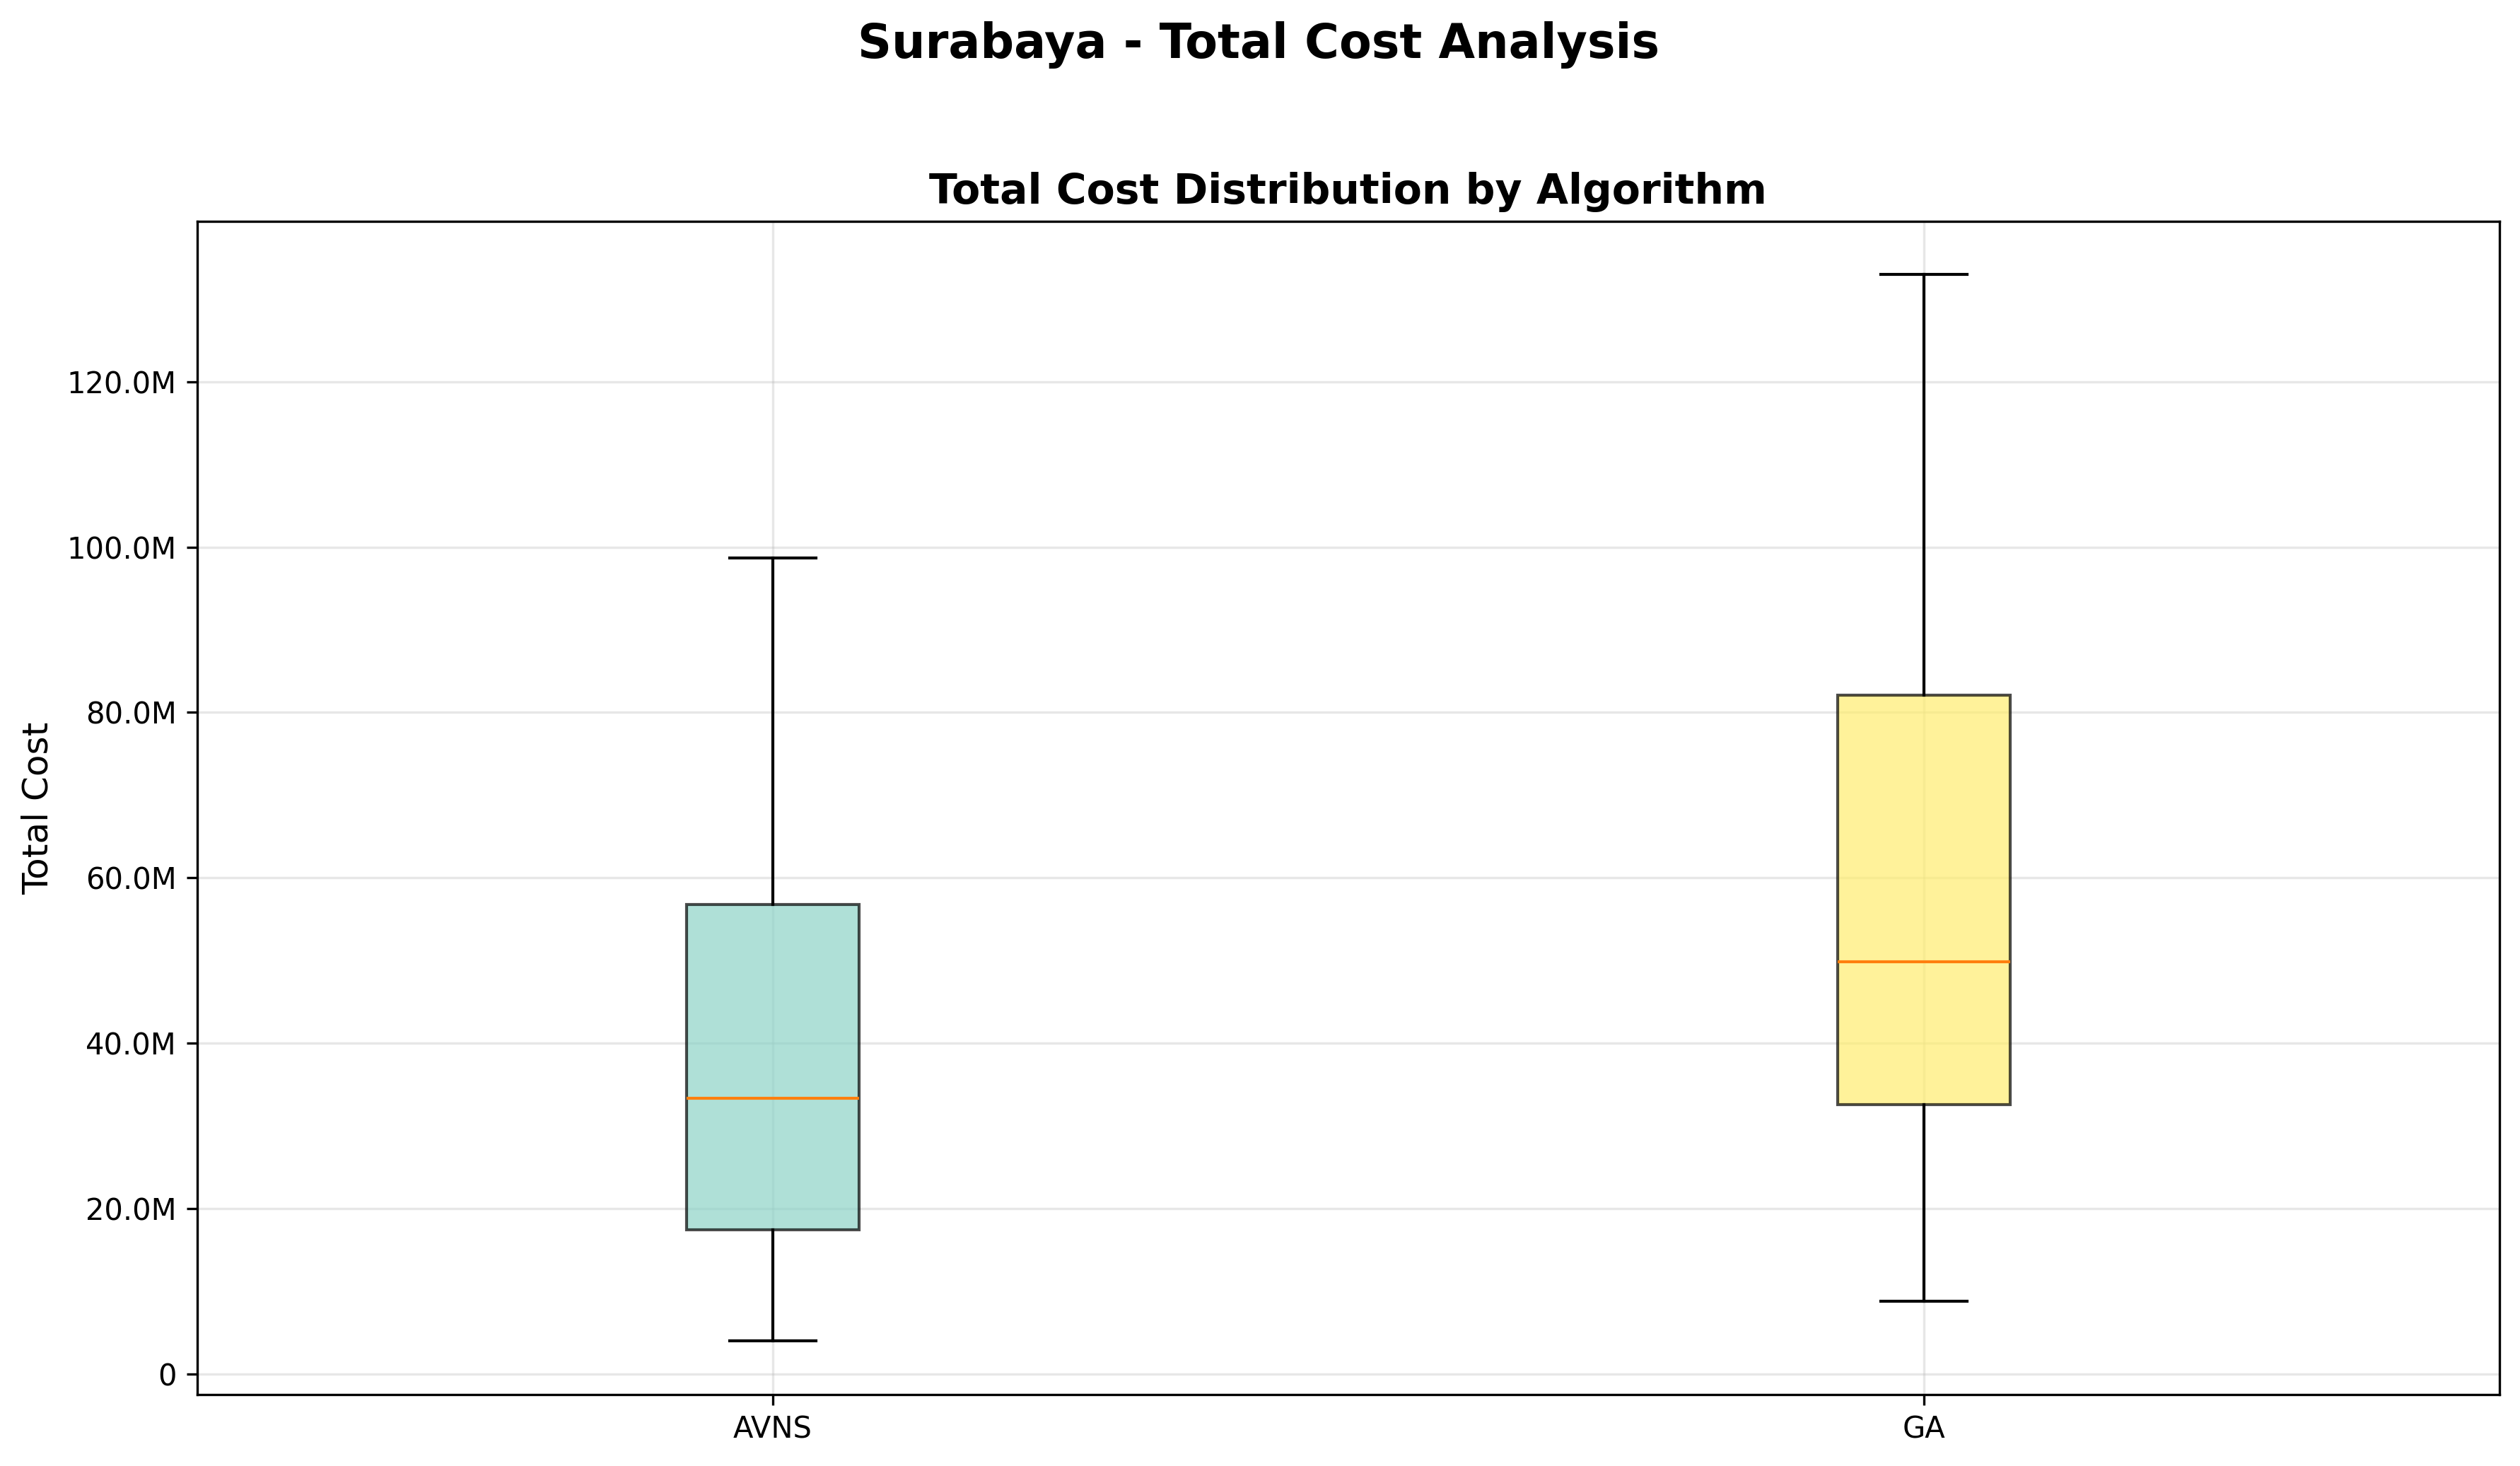 Surabaya - Total Cost Analysis
Total Cost Distribution by Algorithm
Total Cost
120.0M
100.0M
80.0M
60.0M
40.0M
20.0M
0
AVNS
GA